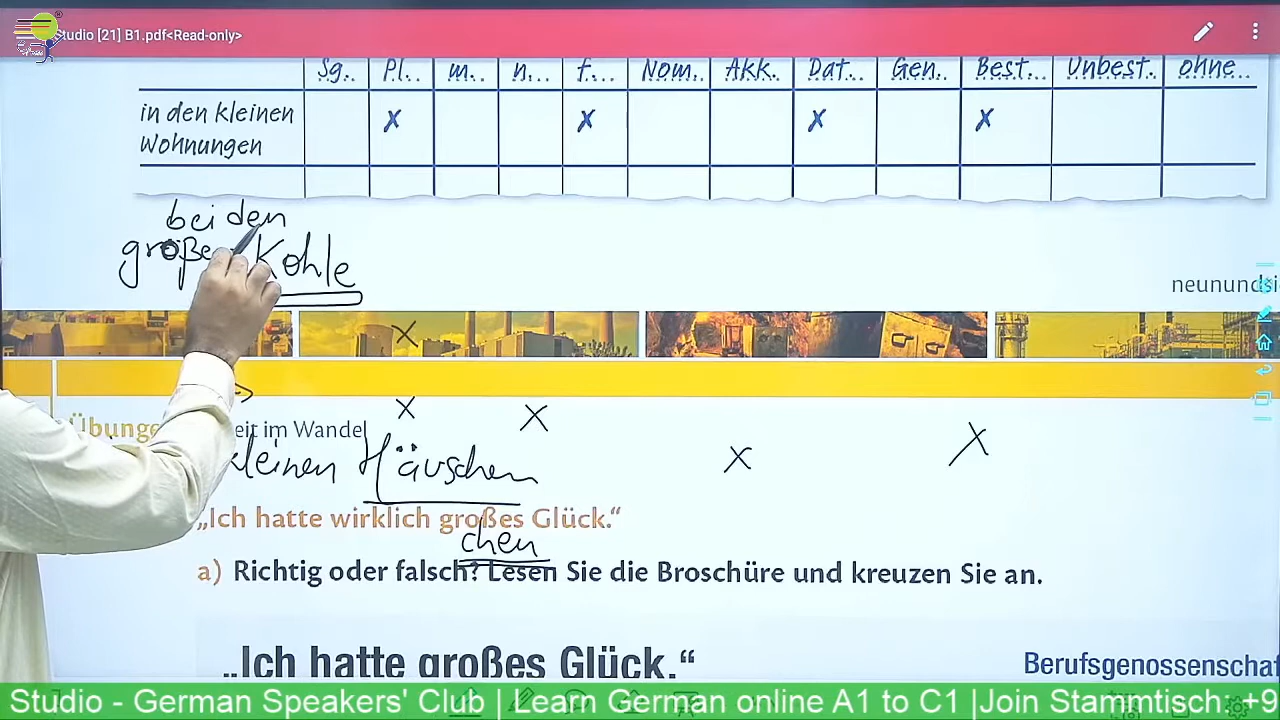 Studio [21] B1.pdf<Read-only>
Sg.. Pl... m... n... f... Nom.. Akk.. Dat... Gen.. Best... Unbest.. ohne...
in den kleinen
Wohnungen
x x x x
bei den
Kohle
x
x x x x
eit im Wandel
kleinen Häuschen
„Ich hatte wirklich großes Glück.“
chen
a) Richtig oder falsch? Lesen Sie die Broschüre und kreuzen Sie an.
„Ich hatte großes Glück.“
Studio - German Speakers' Club | Learn German online A1 to C1 |Join Stammtisch: +9